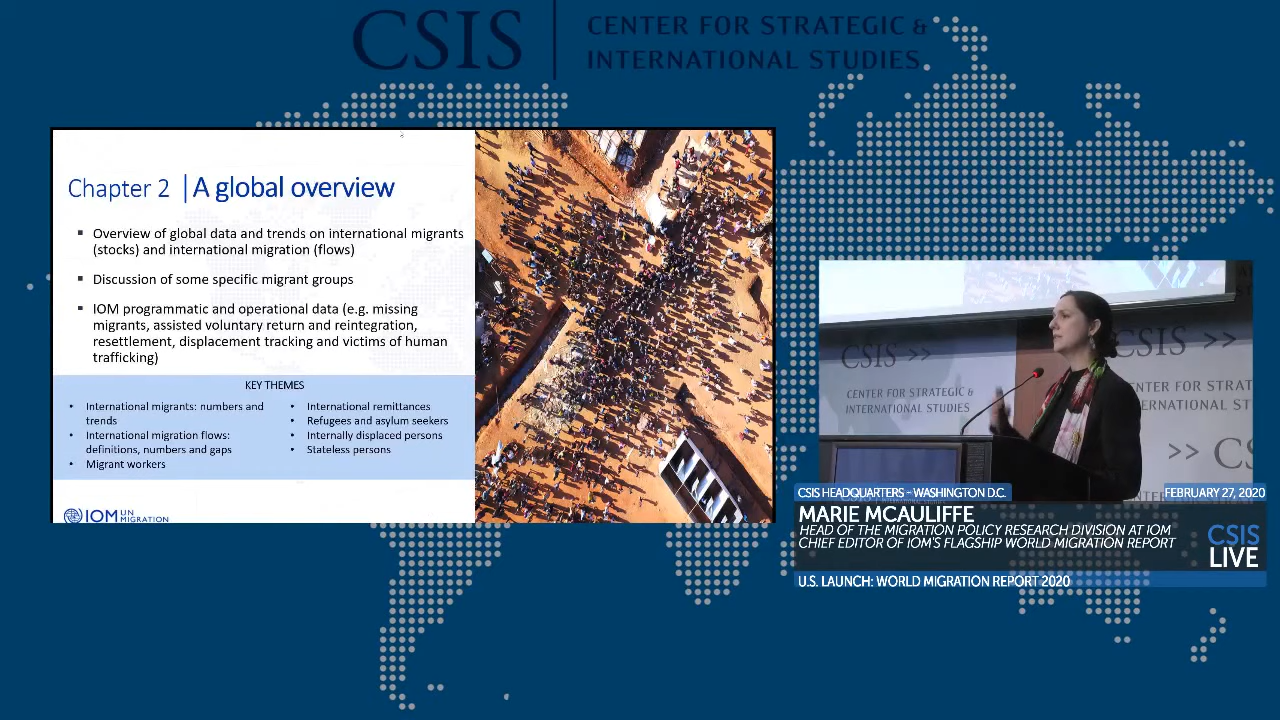 CSIS
CENTER FOR STRATEGIC &
INTERNATIONAL STUDIES
Chapter 2 | A global overview
▪ Overview of global data and trends on international migrants
(stocks) and international migration (flows)
▪ Discussion of some specific migrant groups
▪ IOM programmatic and operational data (e.g. missing
migrants, assisted voluntary return and reintegration,
resettlement, displacement tracking and victims of human
trafficking)
KEY THEMES
• International migrants: numbers and
trends
• International migration flows:
definitions, numbers and gaps
• Migrant workers
• International remittances
• Refugees and asylum seekers
• Internally displaced persons
• Stateless persons
IOM UN
MIGRATION
CSIS >>
CENTER FOR STRATEGIC &
INTERNATIONAL STUDIES
CSIS >>
ENTER FOR STRAT
ERNATIONAL ST
>> CS
CSIS HEADQUARTERS - WASHINGTON D.C.
FEBRUARY 27, 2020
MARIE MCAULIFFE
HEAD OF THE MIGRATION POLICY RESEARCH DIVISION AT IOM
CHIEF EDITOR OF IOM'S FLAGSHIP WORLD MIGRATION REPORT
CSIS
LIVE
U.S. LAUNCH: WORLD MIGRATION REPORT 2020